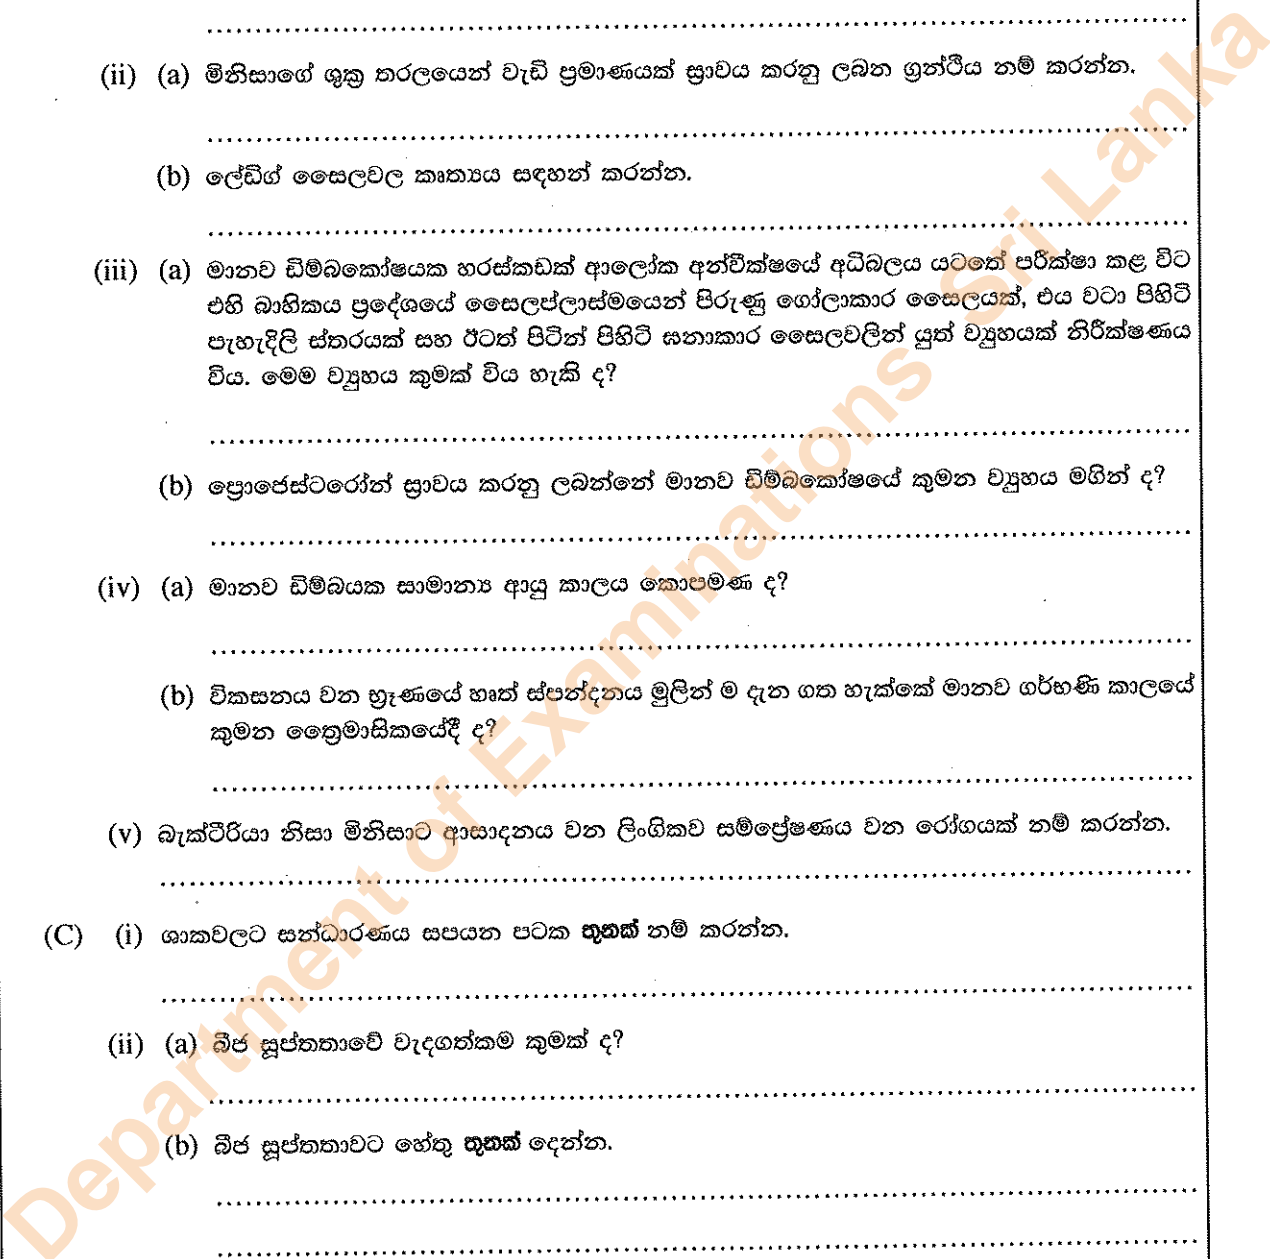 (ii) (a) මිනිසාගේ ශුක්‍ර තරලයෙන් වැඩි ප්‍රමාණයක් ස්‍රාවය කරනු ලබන ග්‍රන්ථිය නම් කරන්න.
(b) ලේඩිග් සෛලවල කෘත්‍යය සඳහන් කරන්න.
(iii) (a) මානව ඩිම්බකෝෂයක හරස්කඩක් ආලෝක අන්වීක්ෂයේ අධිබලය යටතේ පරීක්ෂා කළ විට
එහි බාහිකය ප්‍රදේශයේ සෛලප්ලාස්මයෙන් පිරුණු ගෝලාකාර සෛලයක්, එය වටා පිහිටි
පැහැදිලි ස්තරයක් සහ ඊටත් පිටින් පිහිටි ඝනාකාර සෛලවලින් යුත් ව්‍යුහයක් නිරීක්ෂණය
විය. මෙම ව්‍යුහය කුමක් විය හැකි ද?
(b) ප්‍රොජෙස්ටරෝන් ස්‍රාවය කරනු ලබන්නේ මානව ඩිම්බකෝෂයේ කුමන ව්‍යුහය මගින් ද?
(iv) (a) මානව ඩිම්බයක සාමාන්‍ය ආයු කාලය කොපමණ ද?
(b) විකසනය වන භ්‍රෑණයේ හෘත් ස්පන්දනය මුලින් ම දැන ගත හැක්කේ මානව ගර්භණි කාලයේ
කුමන ත්‍රෛමාසිකයේදී ද?
(v) බැක්ටීරියා නිසා මිනිසාට ආසාදනය වන ලිංගිකව සම්ප්‍රේෂණය වන රෝගයක් නම් කරන්න.
(C) (i) ශාකවලට සන්ධාරණය සපයන පටක තුනක් නම් කරන්න.
(ii) (a) බීජ සුප්තතාවේ වැදගත්කම කුමක් ද?
(b) බීජ සුප්තතාවට හේතු තුනක් දෙන්න.
Department of Examinations Sri Lanka